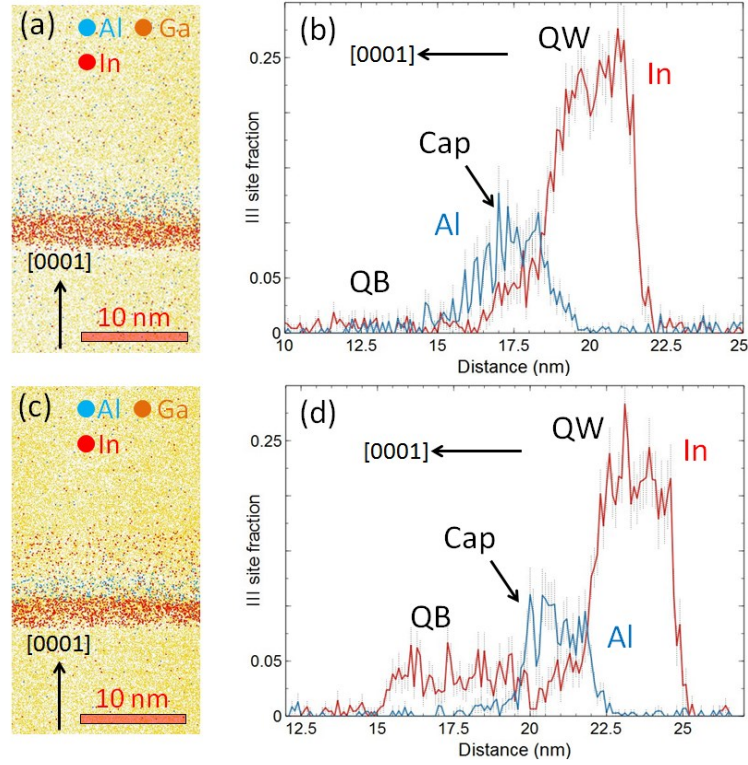 (a)
Al Ga
In
[0001]
10 nm
(b)
0.25
[0001]
QW
In
Cap
Al
QB
III site fraction
0.05
0
10 12.5 15 17.5 20 22.5 25
Distance (nm)
(c)
Al Ga
In
[0001]
10 nm
(d)
0.25
[0001]
QW
In
Cap
QB
Al
III site fraction
0.05
0
12.5 15 17.5 20 22.5 25
Distance (nm)